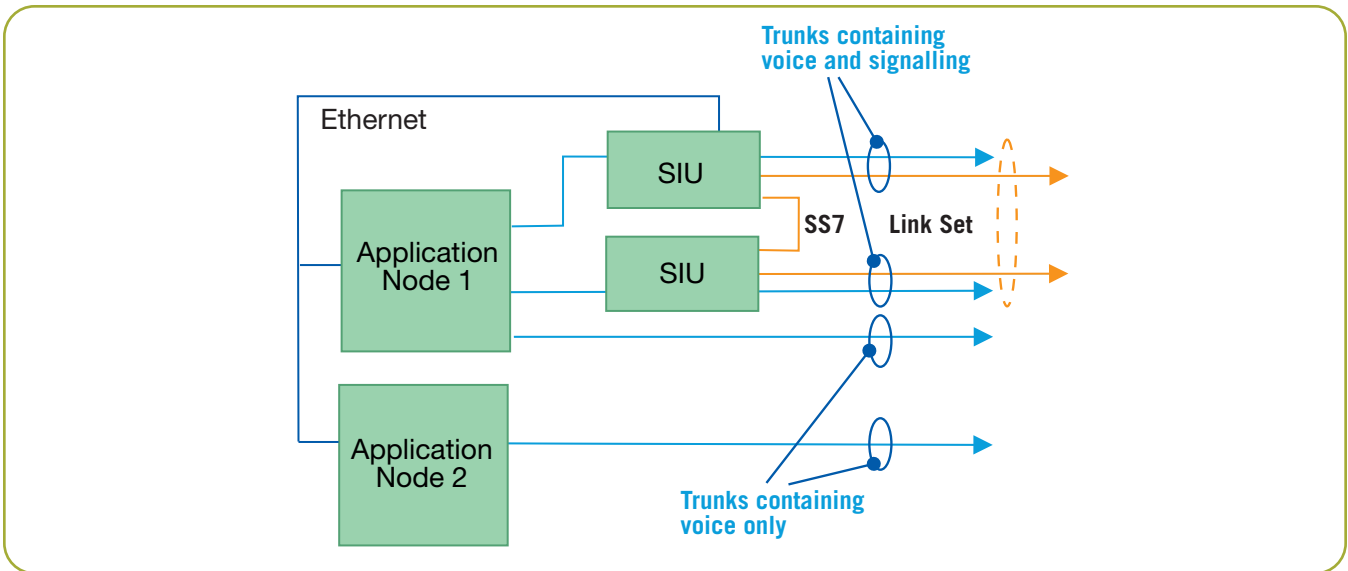 Trunks containing
voice and signalling
Ethernet
SIU
SS7
Link Set
Application
Node 1
SIU
Application
Node 2
Trunks containing
voice only